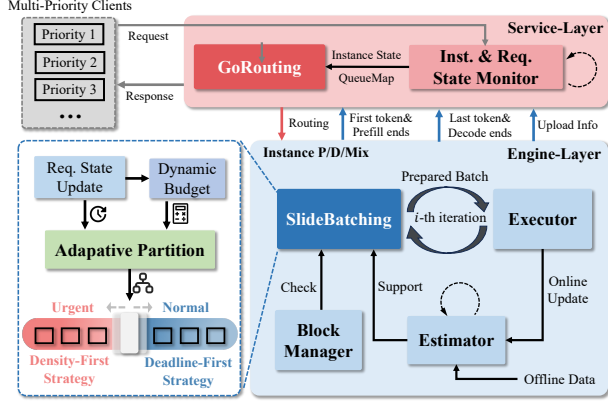 Multi-Priority Clients
Priority 1
Priority 2
Priority 3
...
Request
Response
Service-Layer
GoRouting
Instance State
QueueMap
Inst. & Req.
State Monitor
Routing
First token&
Prefill ends
Last token&
Decode ends
Upload Info
Instance P/D/Mix
Engine-Layer
Req. State
Update
Dynamic
Budget
Adapative Partition
Urgent
Normal
Density-First
Strategy
Deadline-First
Strategy
SlideBatching
Prepared Batch
i-th iteration
Executor
Check
Support
Online
Update
Block
Manager
Estimator
Offline Data